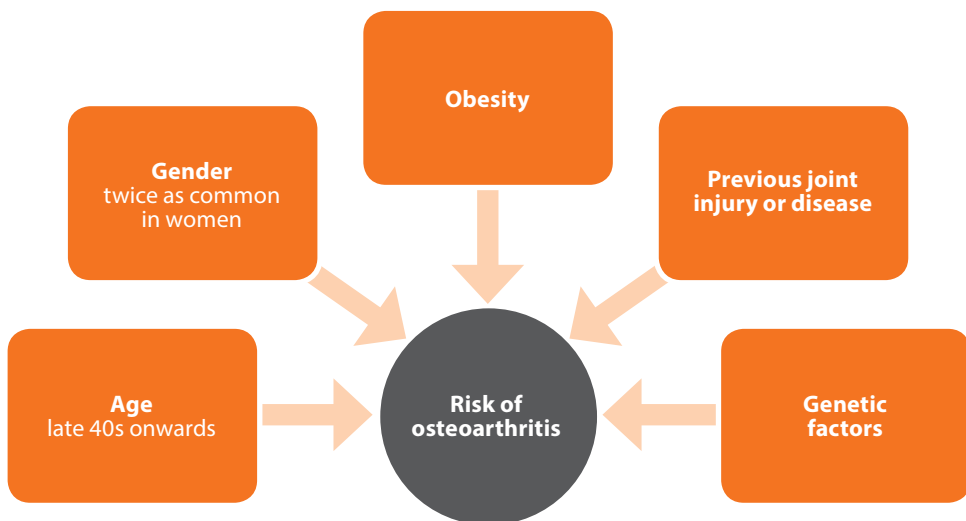 Obesity
Gender
twice as common
in women
Previous joint
injury or disease
Age
late 40s onwards
Risk of
osteoarthritis
Genetic
factors